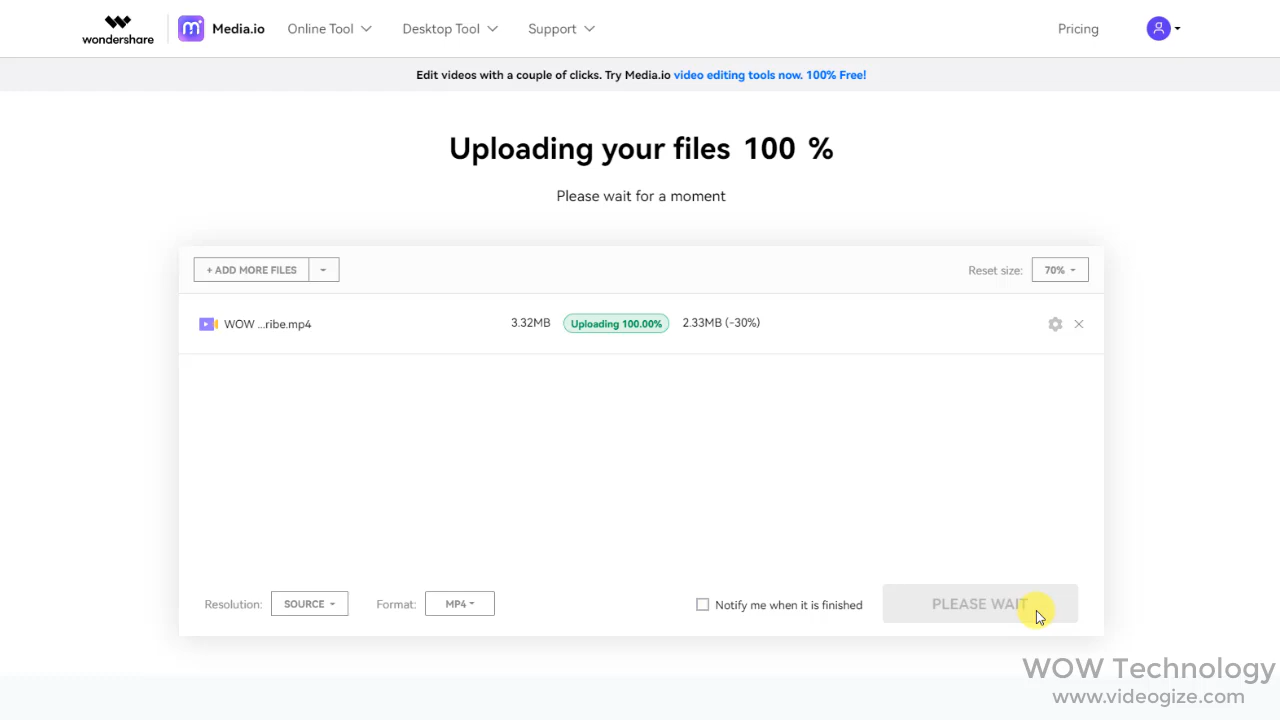 wondershare
Media.io
Online Tool
Desktop Tool
Support
Pricing
Edit videos with a couple of clicks. Try Media.io video editing tools now. 100% Free!
Uploading your files 100 %
Please wait for a moment
+ ADD MORE FILES
Reset size: 70%
WOW ...ribe.mp4 3.32MB Uploading 100.00% 2.33MB (-30%)
Resolution: SOURCE Format: MP4 Notify me when it is finished PLEASE WAIT
WOW Technology
www.videogize.com